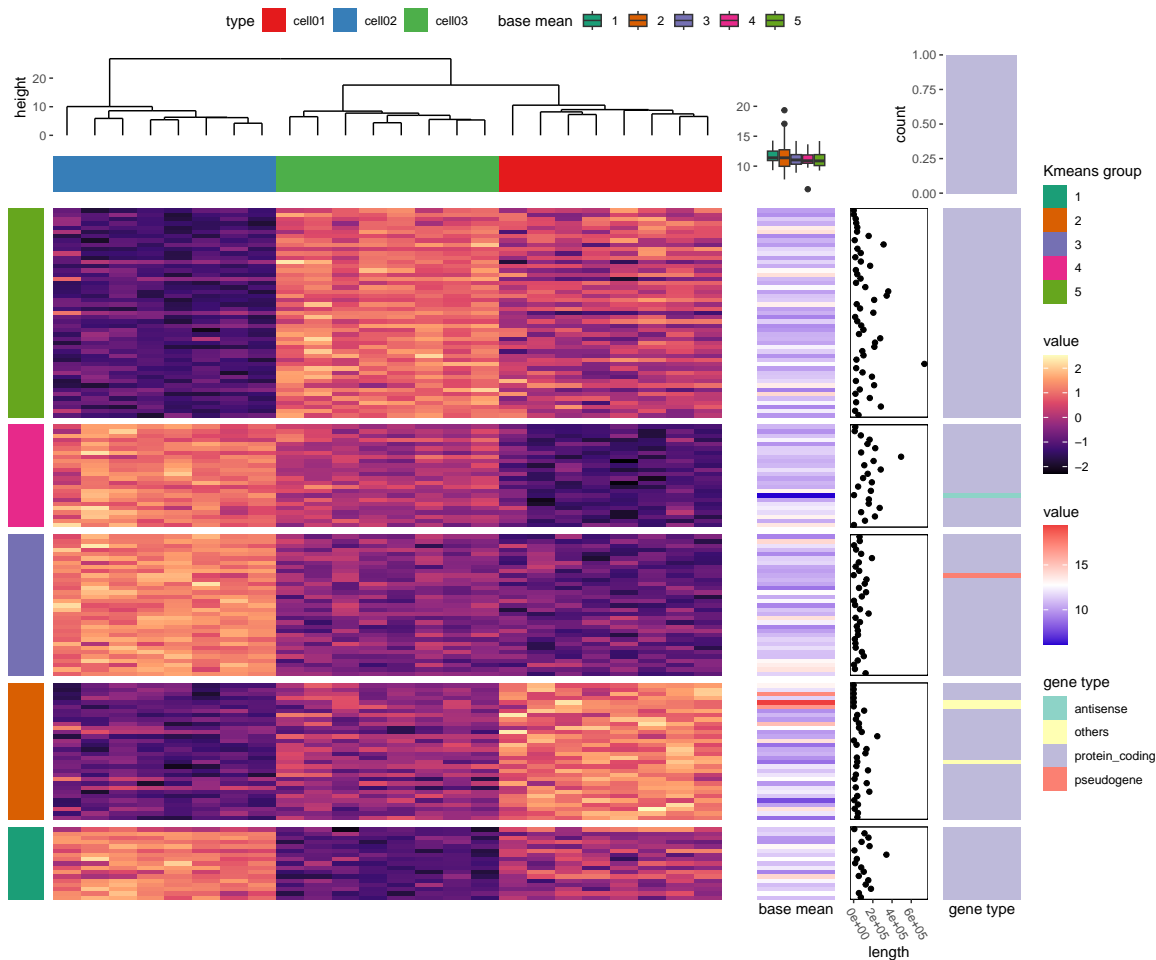 type cell01 cell02 cell03 base mean 1 2 3 4 5
height
20
10
0
20
15
10
count
1.00
0.75
0.50
0.25
0.00
Kmeans group
1
2
3
4
5
value
2
1
0
−1
−2
value
15
10
gene type
antisense
others
protein_coding
pseudogene
base mean
0e+00
2e+05
4e+05
6e+05
length
gene type